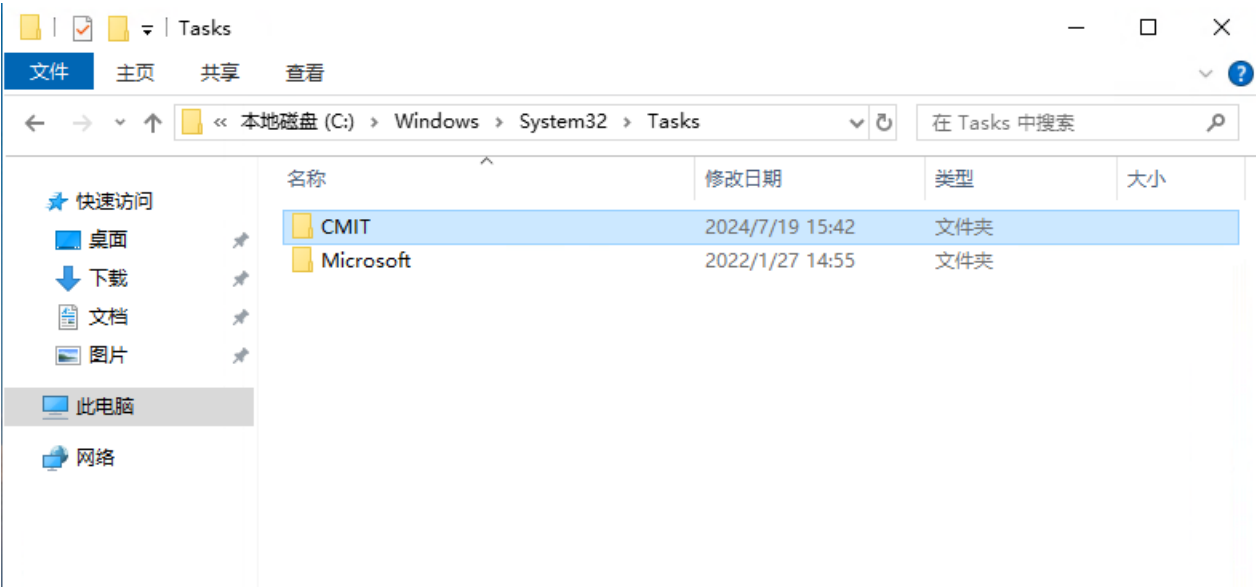 Tasks
文件 主页 共享 查看
« 本地磁盘 (C:) › Windows › System32 › Tasks 在 Tasks 中搜索
名称 修改日期 类型 大小
快速访问
桌面
下载
文档
图片
此电脑
网络
CMIT 2024/7/19 15:42 文件夹
Microsoft 2022/1/27 14:55 文件夹